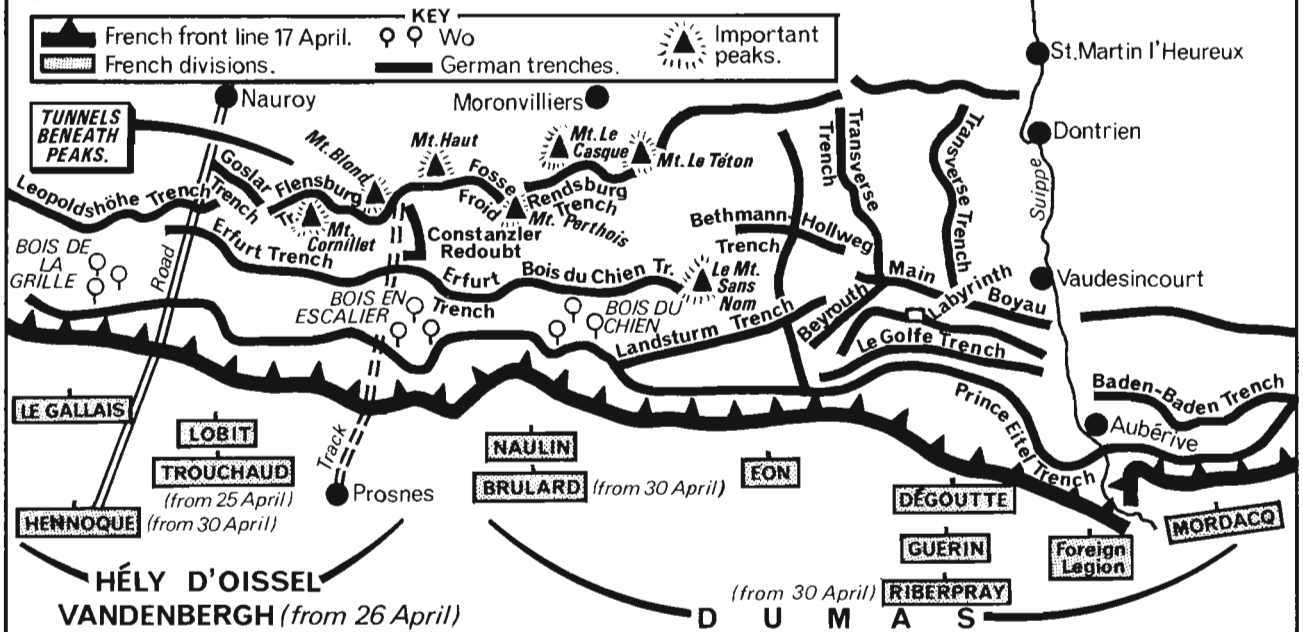 KEY
French front line 17 April.
Wo
Important peaks.
French divisions.
German trenches.
St.Martin l'Heureux
Nauroy
Moronvilliers
TUNNELS
BENEATH
PEAKS.
Dontrien
Mt. Blond
Mt. Haut
Mt. Le
Casque
Mt. Le Téton
Transverse
Trench
Transverse Trench
Suippe
Leopoldshöhe Trench
Goslar
Trench
Flensburg
Tr.
Mt.
Cornillet
Fosse
Froid
Rendsburg
Trench
Mt. Perthois
Bethmann-Hollweg
Trench
Constanzler
Redoubt
BOIS DE
LA
GRILLE
Road
Erfurt Trench
Erfurt
Trench
Bois du Chien Tr.
Le Mt.
Sans
Nom
Main
Boyau
Labyrinth
Vaudesincourt
BOIS EN
ESCALIER
BOIS DU
CHIEN
Landsturm Trench
Beyrouth
Le Golfe Trench
Prince Eitel Trench
Baden-Baden Trench
Aubérive
LE GALLAIS
LOBIT
TROUCHAUD
(from 25 April)
HENNOQUE (from 30 April)
Track
Prosnes
NAULIN
BRULARD (from 30 April)
EON
DÉGOUTTE
GUERIN
(from 30 April) RIBERPRAY
Foreign
Legion
MORDACQ
HÉLY D'OISSEL
VANDENBERGH (from 26 April)
DUMAS